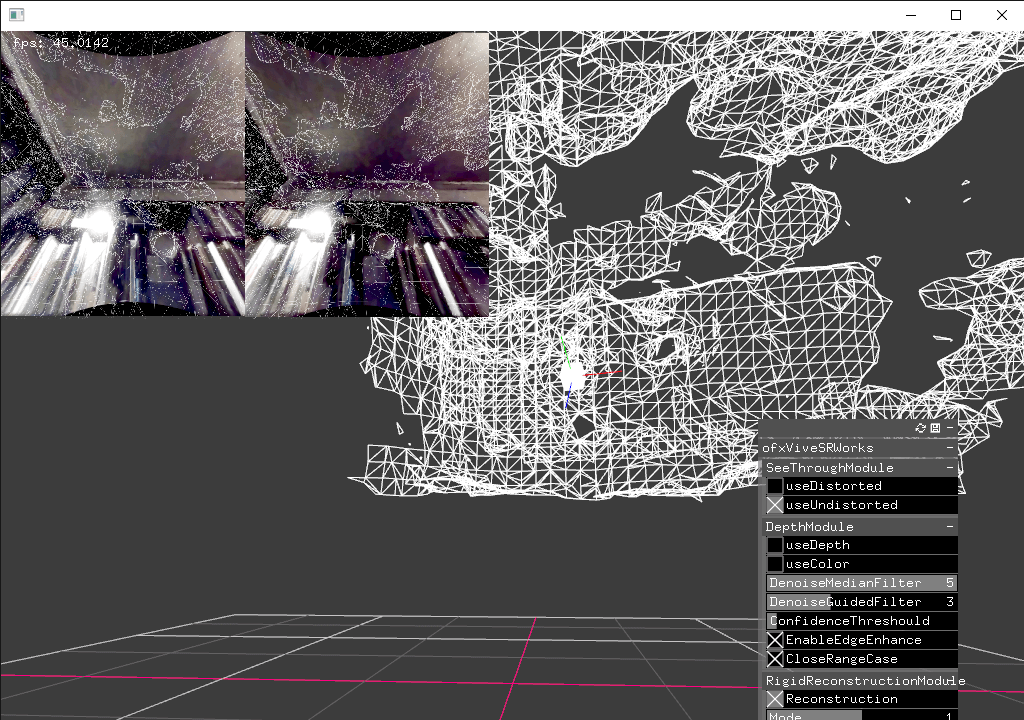 fps: 45.0142
ofxViveSRWorks
SeeThroughModule
useDistorted
useUndistorted
DepthModule
useDepth
useColor
DenoiseMedianFilter 5
DenoiseGuidedFilter 3
ConfidenceThreshould
EnableEdgeEnhance
CloseRangeCase
RigidReconstructionModule
Reconstruction
Mode 1